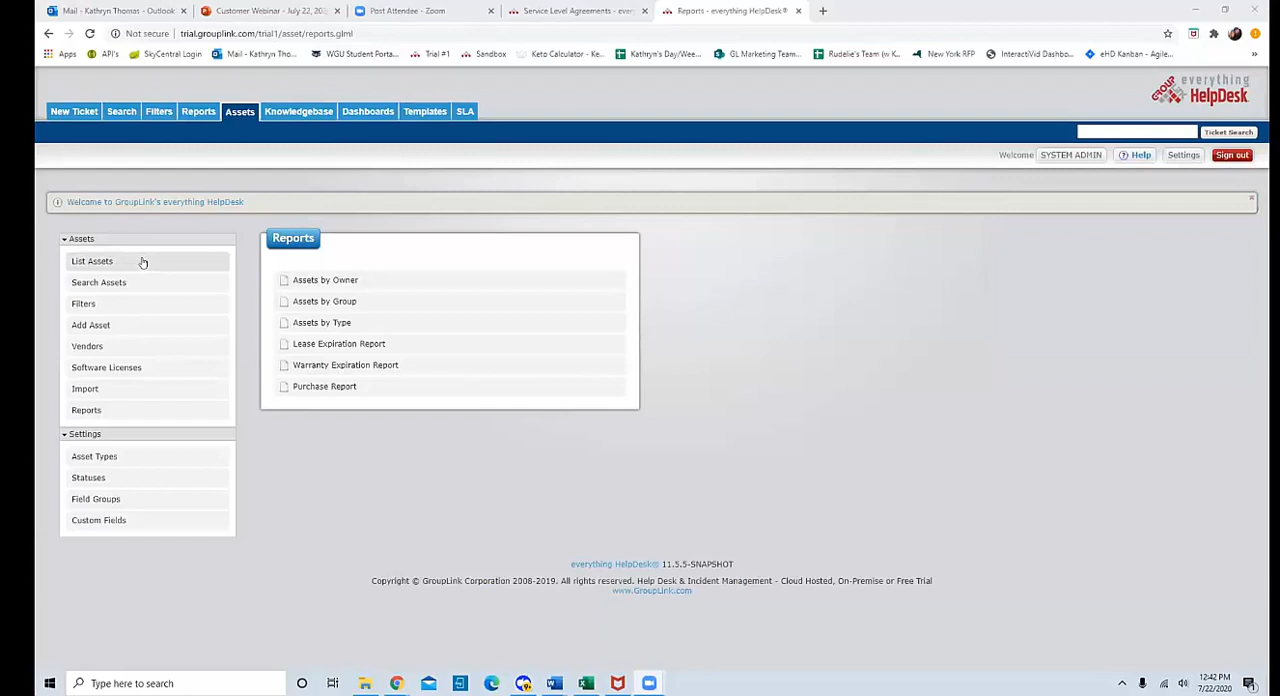 Mail - Kathryn Thomas - Outlook
Customer Webinar - July 22, 202
Post Attendee - Zoom
Service Level Agreements - ever
Reports - everything HelpDesk®
Not secure | trial.grouplink.com/trial1/asset/reports.glml
Apps
API's
SkyCentral Login
Mail - Kathryn Tho...
WGU Student Porta...
Trial #1
Sandbox
Keto Calculator - Ke...
Kathryn's Day/Wee...
GL Marketing Team...
Rudelie's Team (w K...
New York RFP
InteractiVid Dashbo...
eHD Kanban - Agile...
»
GROUP
everything
HelpDesk
New Ticket
Search
Filters
Reports
Assets
Knowledgebase
Dashboards
Templates
SLA
Ticket Search
Welcome SYSTEM ADMIN
Help
Settings
Sign out
Welcome to GroupLink's everything HelpDesk
Assets
List Assets
Search Assets
Filters
Add Asset
Vendors
Software Licenses
Import
Reports
Settings
Asset Types
Statuses
Field Groups
Custom Fields
Reports
Assets by Owner
Assets by Group
Assets by Type
Lease Expiration Report
Warranty Expiration Report
Purchase Report
everything HelpDesk® 11.5.5-SNAPSHOT
Copyright © GroupLink Corporation 2008-2019. All rights reserved. Help Desk & Incident Management - Cloud Hosted, On-Premise or Free Trial
www.GroupLink.com
Type here to search
12:42 PM
7/22/2020